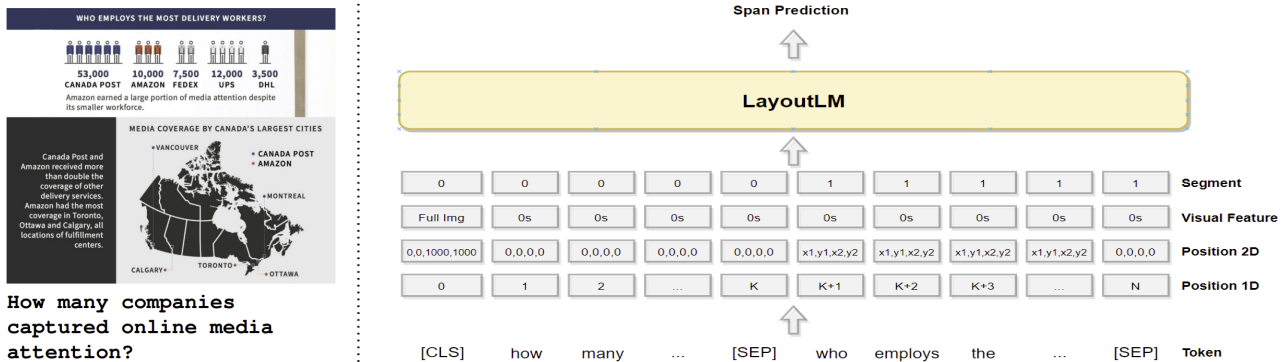 WHO EMPLOYS THE MOST DELIVERY WORKERS?
53,000 10,000 7,500 12,000 3,500
CANADA POST AMAZON FEDEX UPS DHL
Amazon earned a large portion of media attention despite
its smaller workforce.
Canada Post and
Amazon received more
than double the
coverage of other
delivery services.
Amazon had the most
coverage in Toronto,
Ottawa and Calgary, all
locations of fulfillment
centers.
MEDIA COVERAGE BY CANADA'S LARGEST CITIES
VANCOUVER
CANADA POST
AMAZON
MONTREAL
CALGARY
TORONTO
OTTAWA
How many companies
captured online media
attention?
Span Prediction
LayoutLM
0 0 0 0 0 1 1 1 1 1 Segment
Full Img 0s 0s 0s 0s 0s 0s 0s 0s 0s Visual Feature
0,0,1000,1000 0,0,0,0 0,0,0,0 0,0,0,0 0,0,0,0 x1,y1,x2,y2 x1,y1,x2,y2 x1,y1,x2,y2 x1,y1,x2,y2 0,0,0,0 Position 2D
0 1 2 ... K K+1 K+2 K+3 ... N Position 1D
[CLS] how many ... [SEP] who employs the ... [SEP] Token